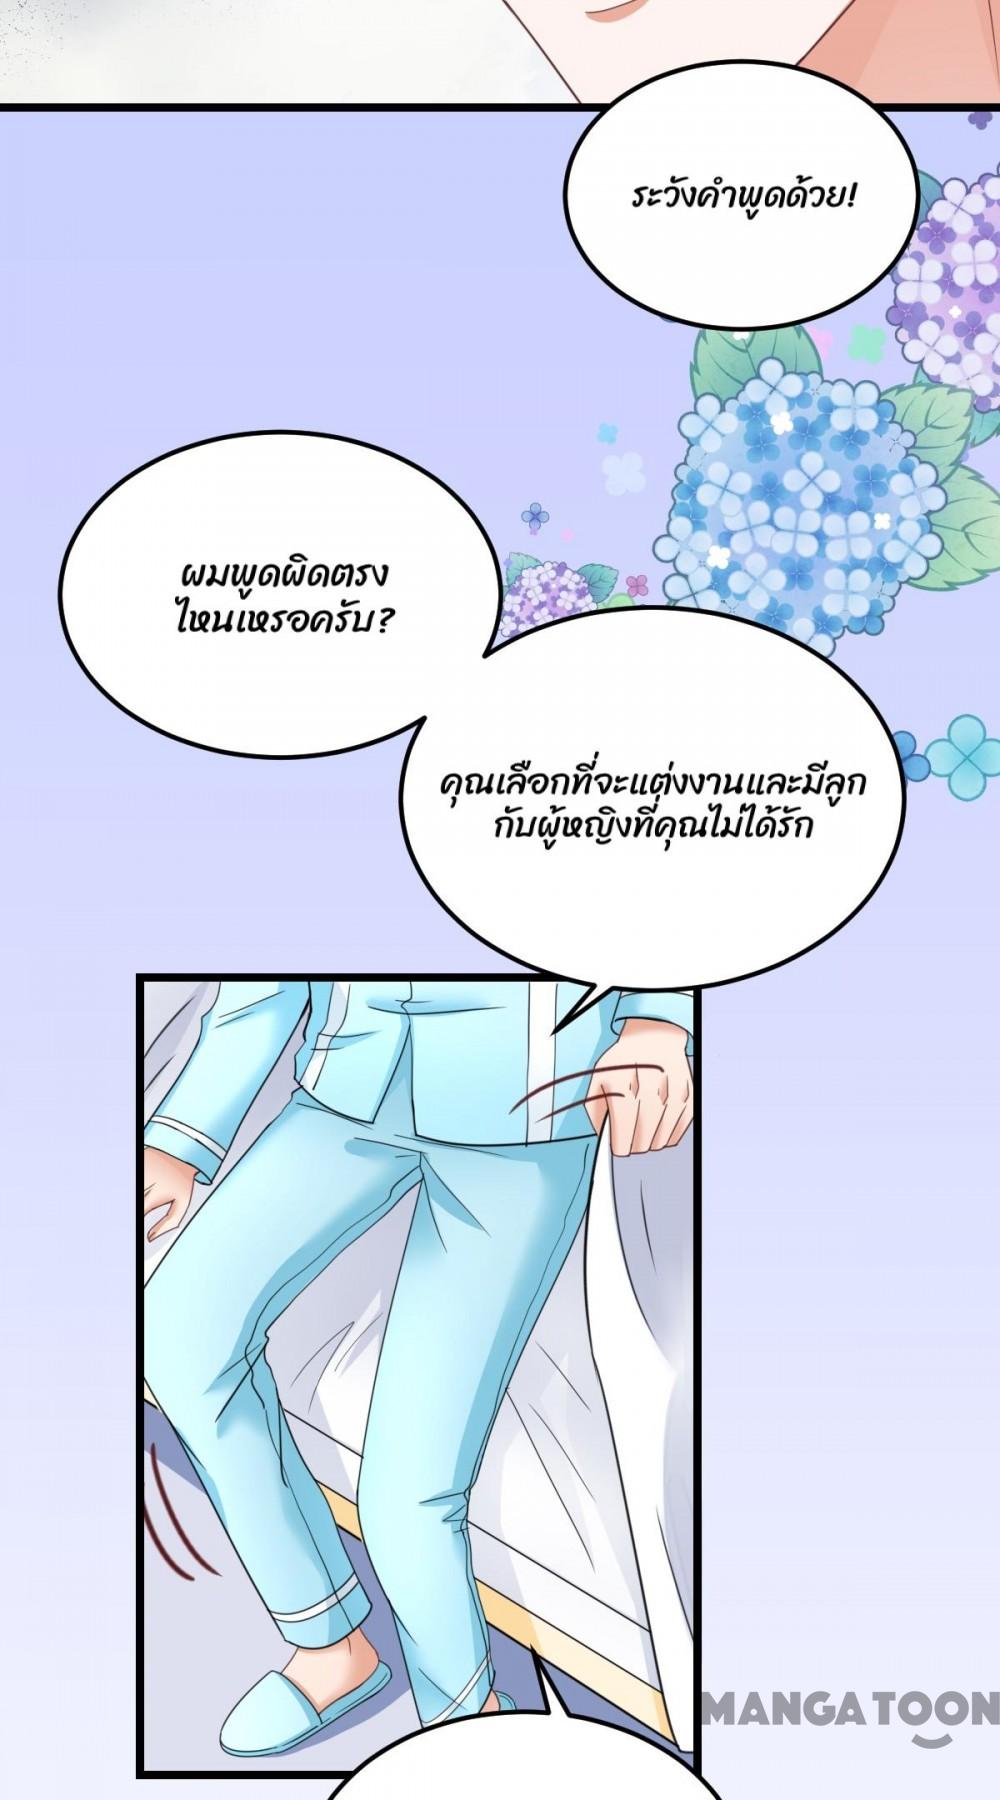 ระวังคำพูดด้วย!
ผมพูดผิดตรง
ไหนเหรอครับ?
คุณเลือกที่จะแต่งงานและมีลูก
กับผู้หญิงที่คุณไม่ได้รัก
MANGATOON